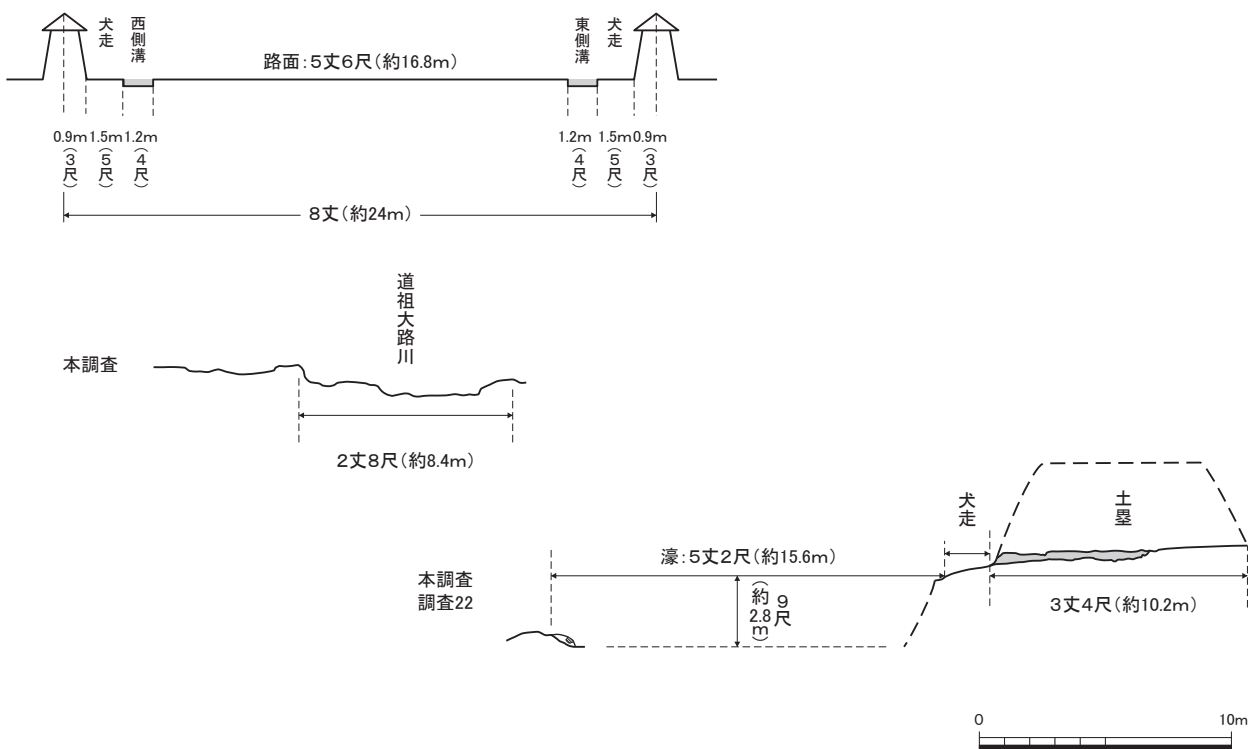 犬走
西側溝
路面：5丈6尺（約16.8m）
東側溝
犬走
0.9m 1.5m 1.2m
（3尺）
（5尺）
（4尺）
1.2m 1.5m 0.9m
（4尺）
（5尺）
（3尺）
8丈（約24m）
道祖大路川
本調査
2丈8尺（約8.4m）
犬走
土塁
濠：5丈2尺（約15.6m）
本調査
調査22
9尺
（約2.8m）
3丈4尺（約10.2m）
0
10m